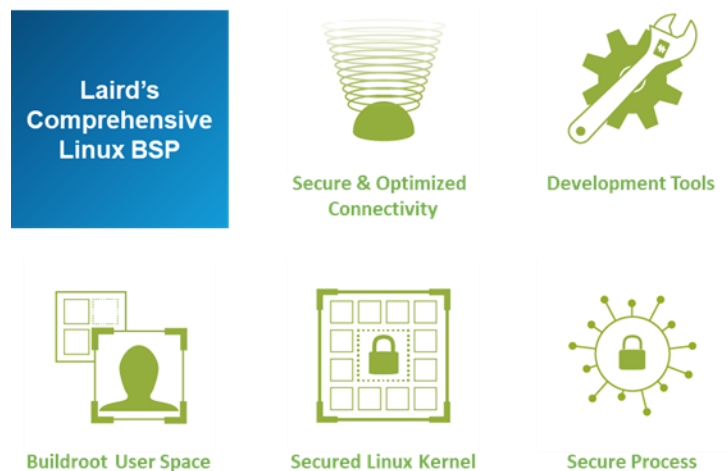 Laird's
Comprehensive
Linux BSP
Secure & Optimized
Connectivity
Development Tools
Buildroot User Space
Secured Linux Kernel
Secure Process